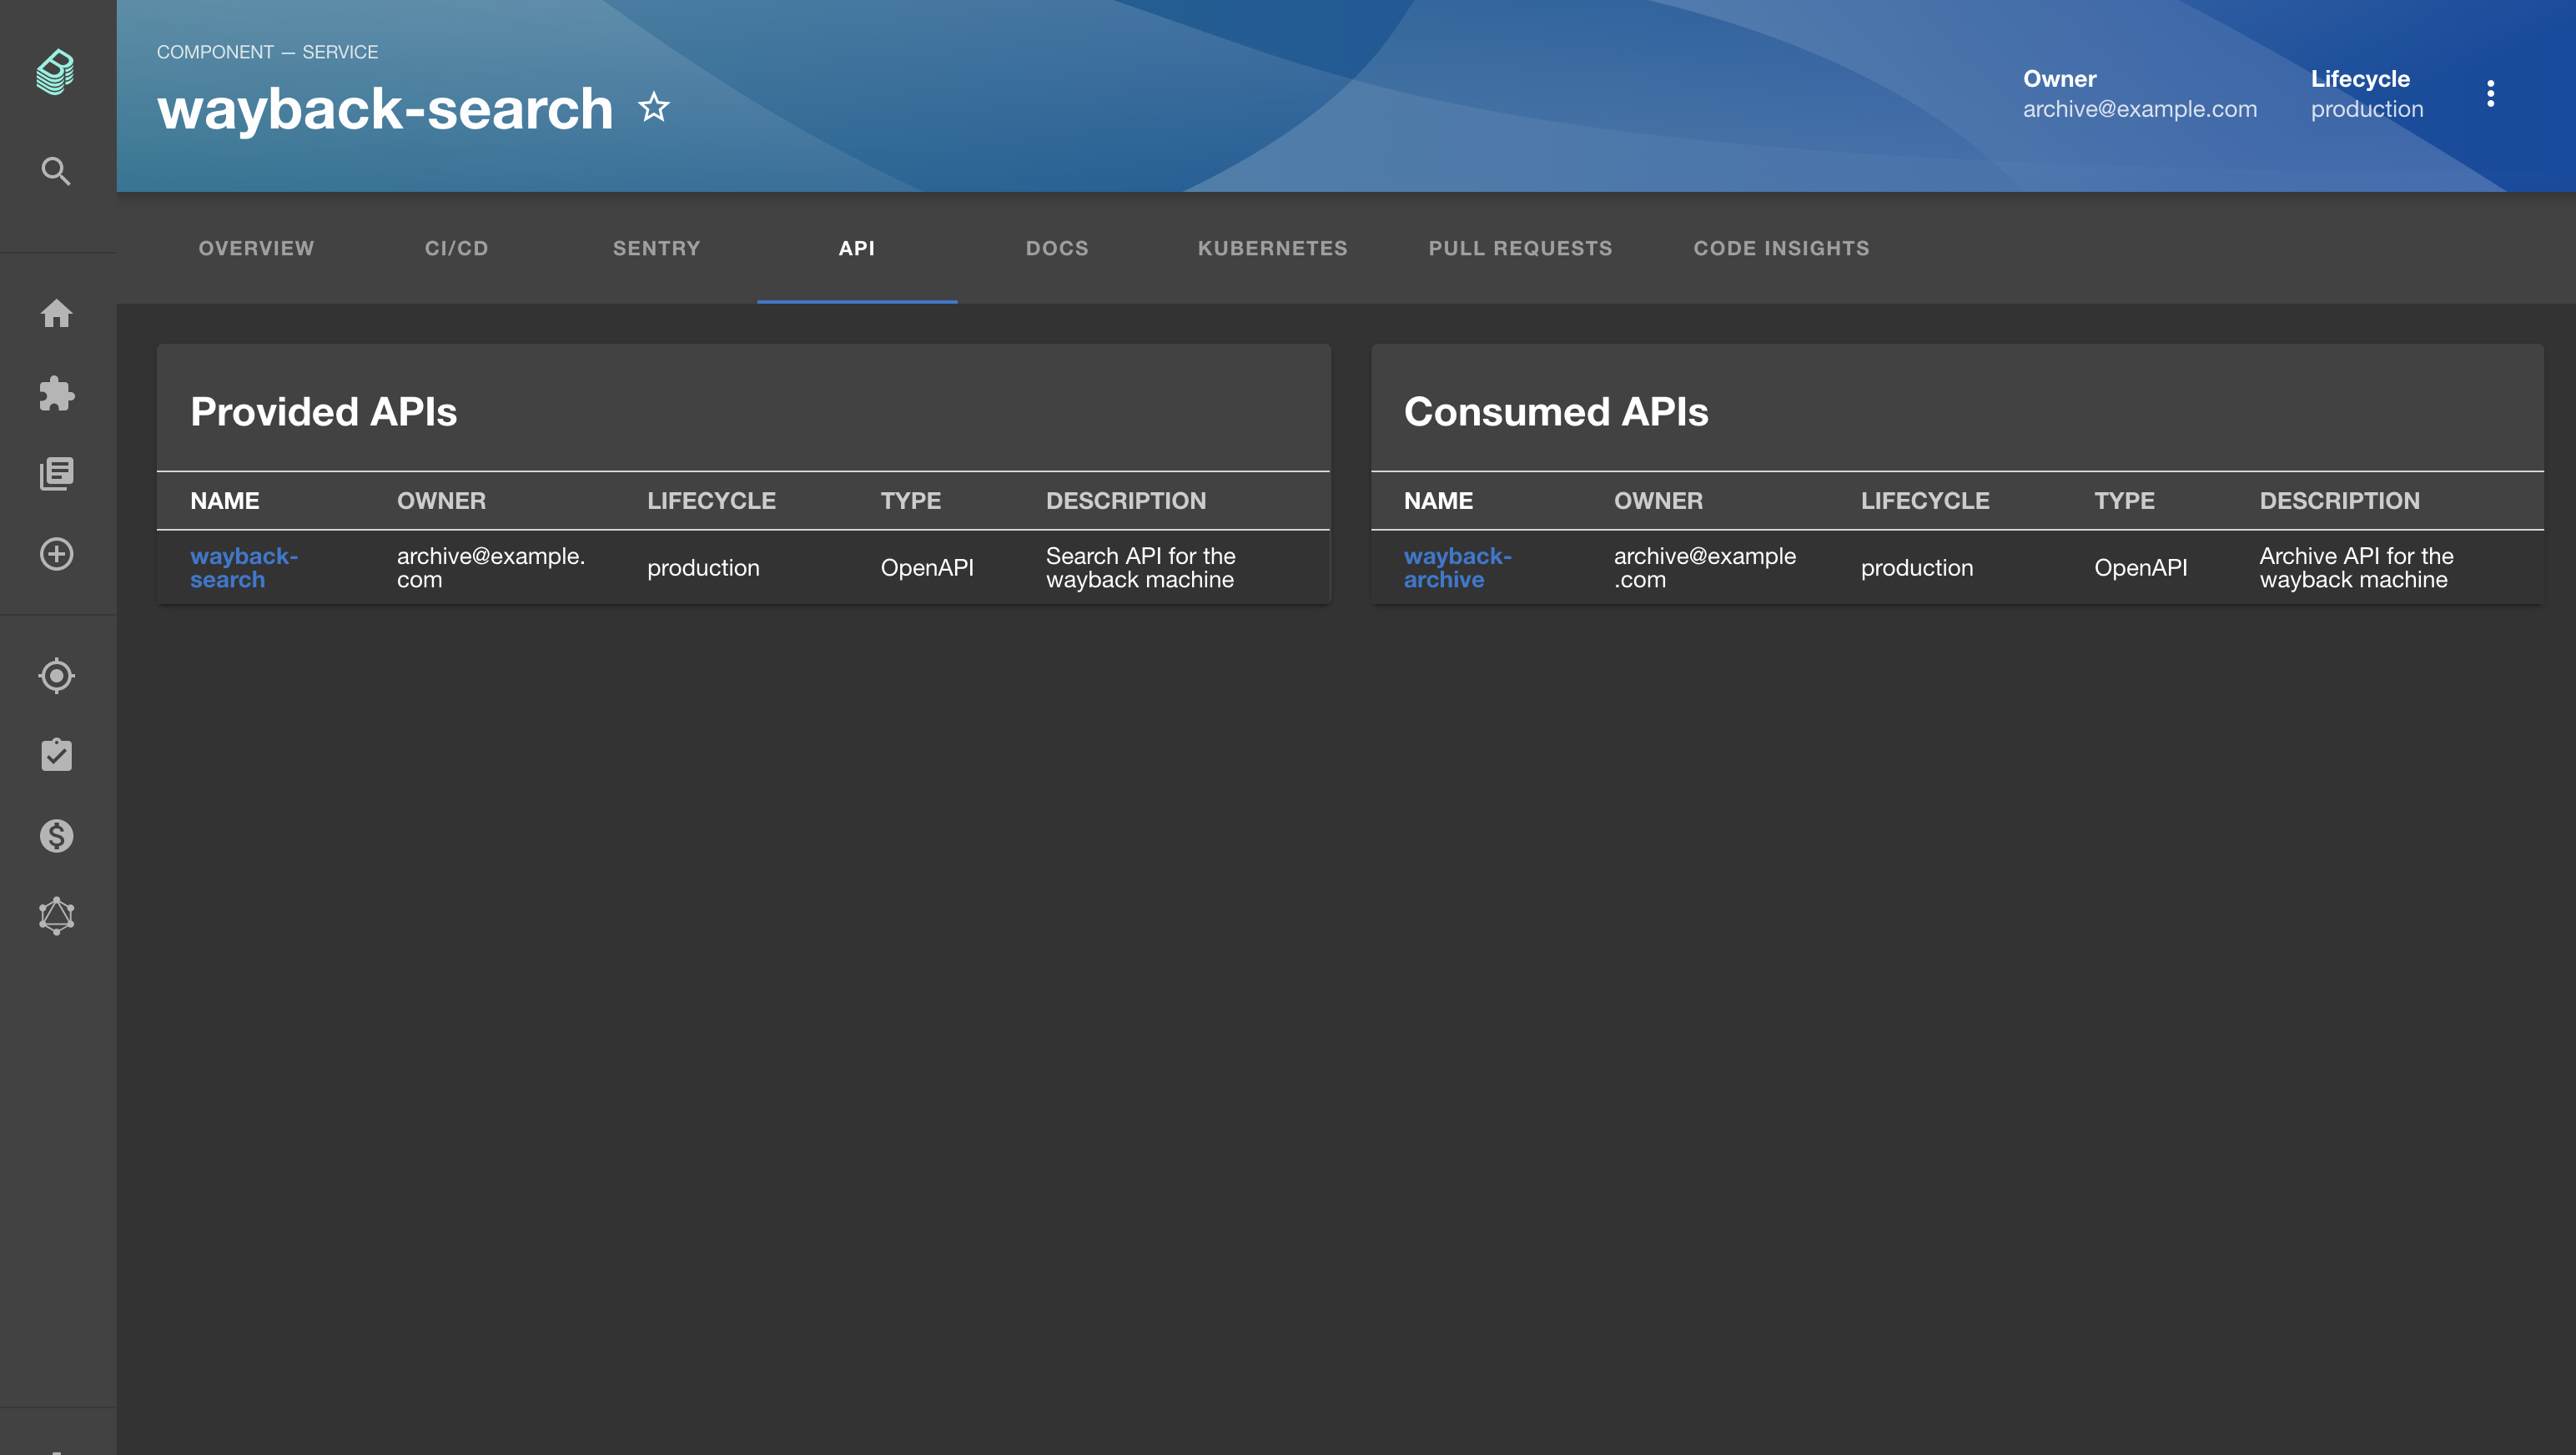 COMPONENT — SERVICE
wayback-search
Owner
archive@example.com
Lifecycle
production
OVERVIEW
CI/CD
SENTRY
API
DOCS
KUBERNETES
PULL REQUESTS
CODE INSIGHTS
Provided APIs
NAME OWNER LIFECYCLE TYPE DESCRIPTION
wayback-
search
archive@example.
com
production
OpenAPI
Search API for the
wayback machine
Consumed APIs
NAME OWNER LIFECYCLE TYPE DESCRIPTION
wayback-
archive
archive@example
.com
production
OpenAPI
Archive API for the
wayback machine